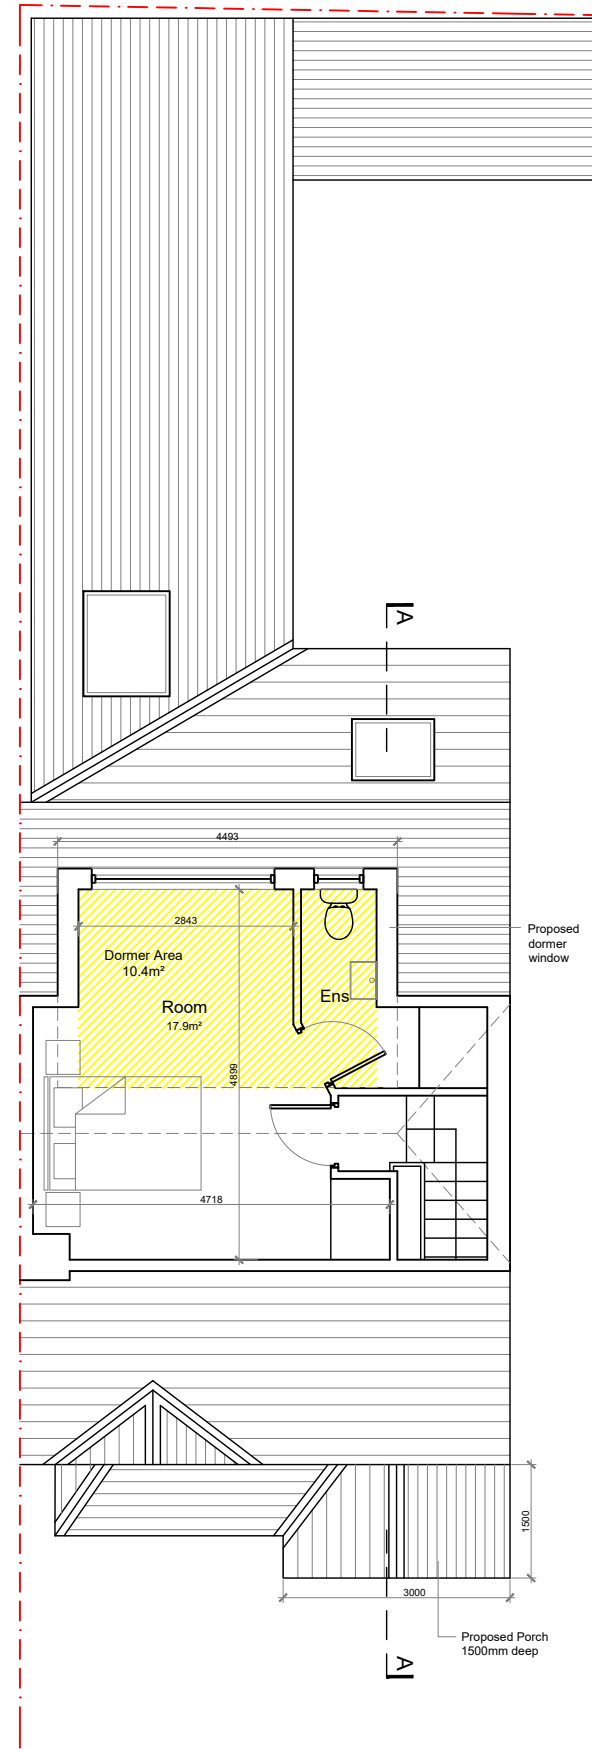 A
4493
2843
Proposed
dormer
window
Dormer Area
10.4m²
Ens
Room
17.9m²
4899
4718
1500
3000
Proposed Porch
1500mm deep
A